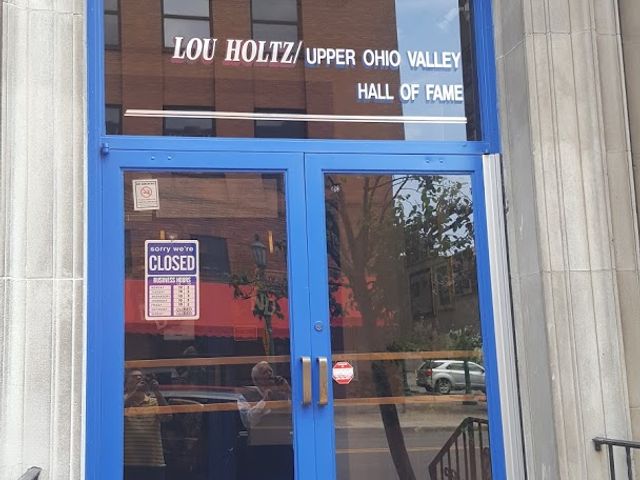 LOU HOLTZ/ UPPER OHIO VALLEY
HALL OF FAME
sorry we're
CLOSED
BUSINESS HOURS